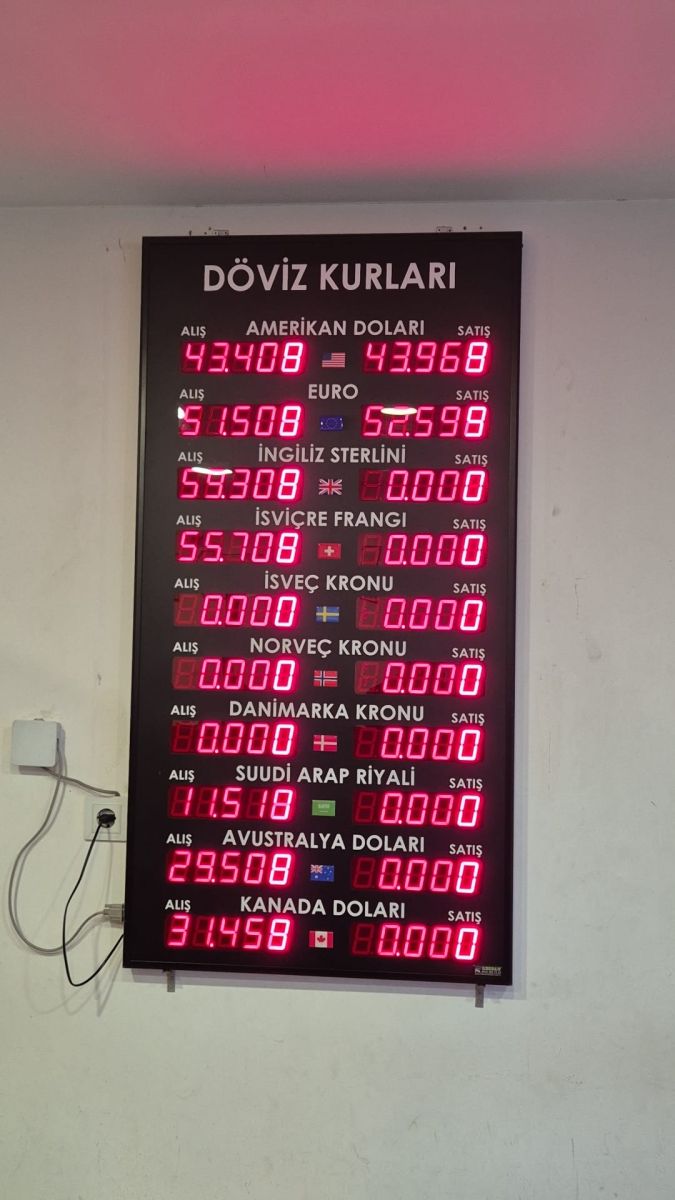 DÖVİZ KURLARI
ALIŞ AMERİKAN DOLARI SATIŞ
43.408 43.968
ALIŞ EURO SATIŞ
51.508 52.598
ALIŞ İNGİLİZ STERLİNİ SATIŞ
59.308 0.000
ALIŞ İSVİÇRE FRANGI SATIŞ
55.708 0.000
ALIŞ İSVEÇ KRONU SATIŞ
0.000 0.000
ALIŞ NORVEÇ KRONU SATIŞ
0.000 0.000
ALIŞ DANİMARKA KRONU SATIŞ
0.000 0.000
ALIŞ SUUDİ ARAP RİYALİ SATIŞ
11.518 0.000
ALIŞ AVUSTRALYA DOLARI SATIŞ
29.508 0.000
ALIŞ KANADA DOLARI SATIŞ
31.458 0.000